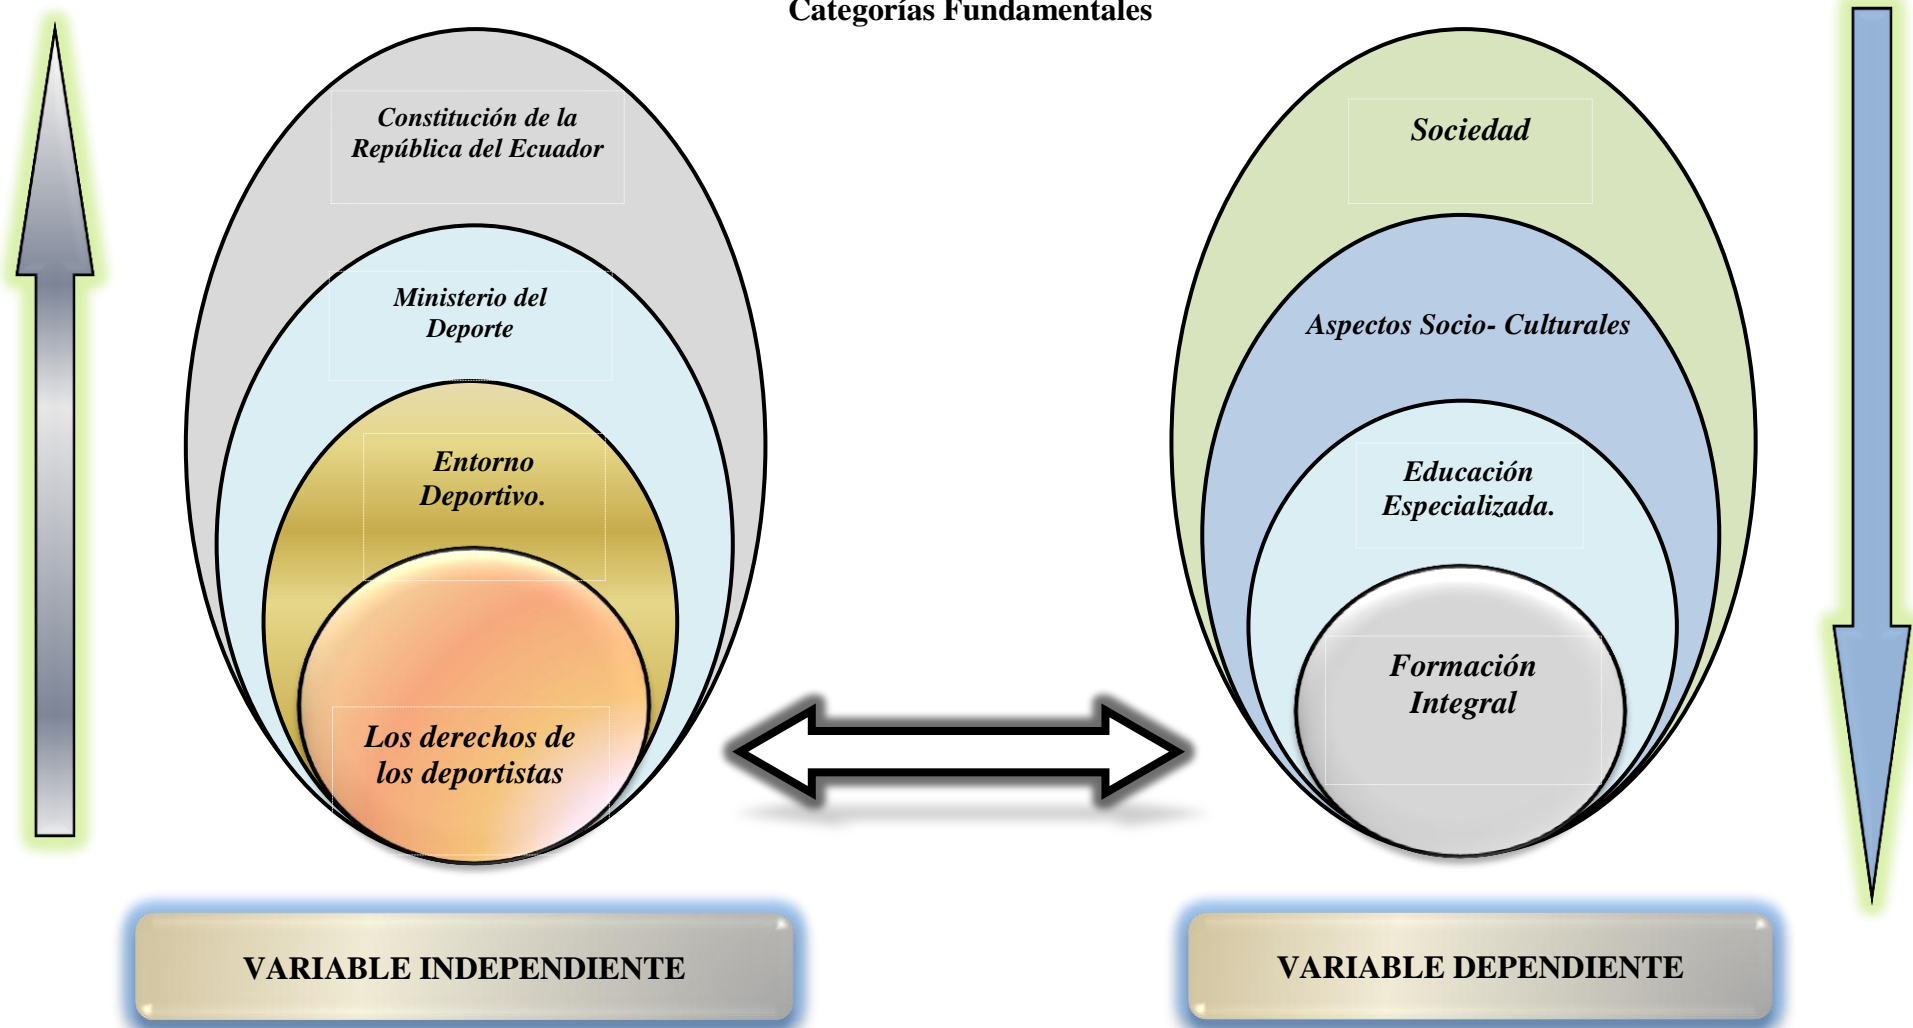 Categorías Fundamentales
Constitución de la
República del Ecuador
Ministerio del
Deporte
Entorno
Deportivo.
Los derechos de
los deportistas
VARIABLE INDEPENDIENTE
Sociedad
Aspectos Socio- Culturales
Educación
Especializada.
Formación
Integral
VARIABLE DEPENDIENTE